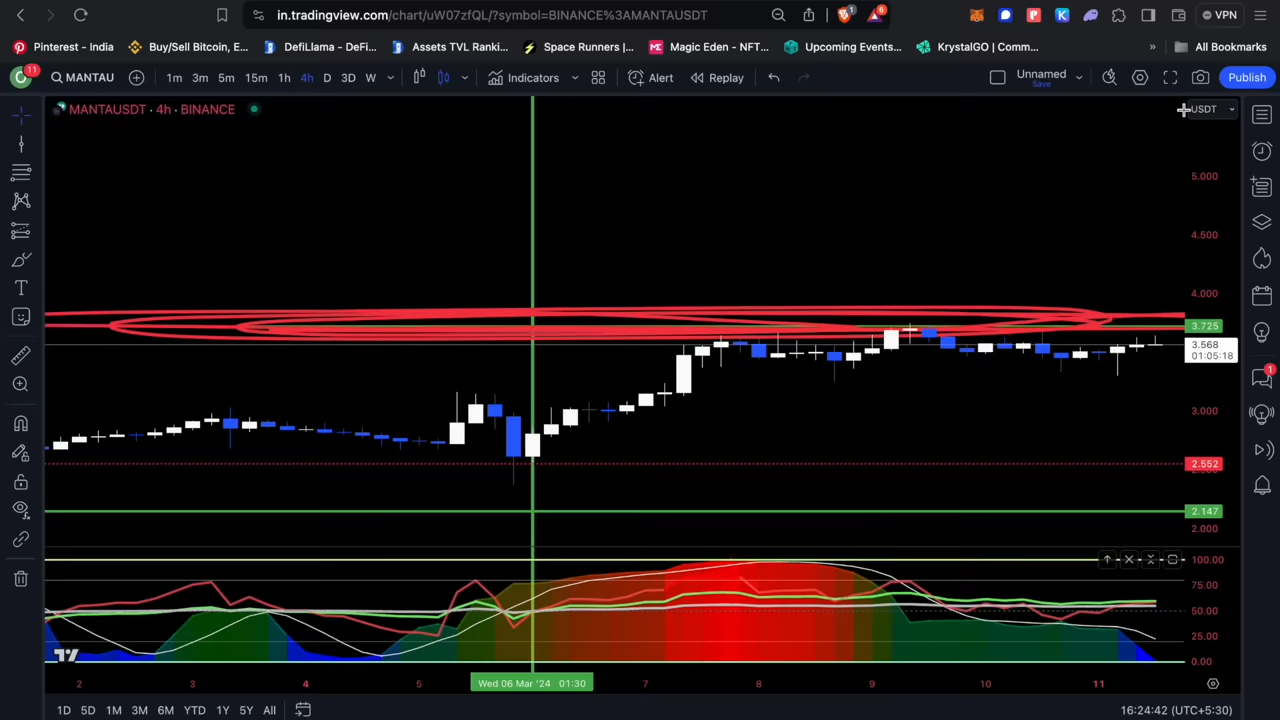 in.tradingview.com/chart/uW07zfQL/?symbol=BINANCE%3AMANTAUSDT
1 6 VPN
Pinterest - India Buy/Sell Bitcoin, E... DefiLlama - DeFi... Assets TVL Ranki... Space Runners |... Magic Eden - NFT... Upcoming Events... KrystalGO | Comm... » All Bookmarks
11 MANTAU 1m 3m 5m 15m 1h 4h D 3D W Indicators Alert Replay Unnamed Save Publish
MANTAUSDT · 4h · BINANCE
USDT
5.000
4.500
4.000
3.725
3.568
01:05:18
3.000
2.552
2.147
2.000
100.00
75.00
50.00
25.00
0.00
2 3 4 5 Wed 06 Mar '24 01:30 7 8 9 10 11
1D 5D 1M 3M 6M YTD 1Y 5Y All 16:24:42 (UTC+5:30)
1